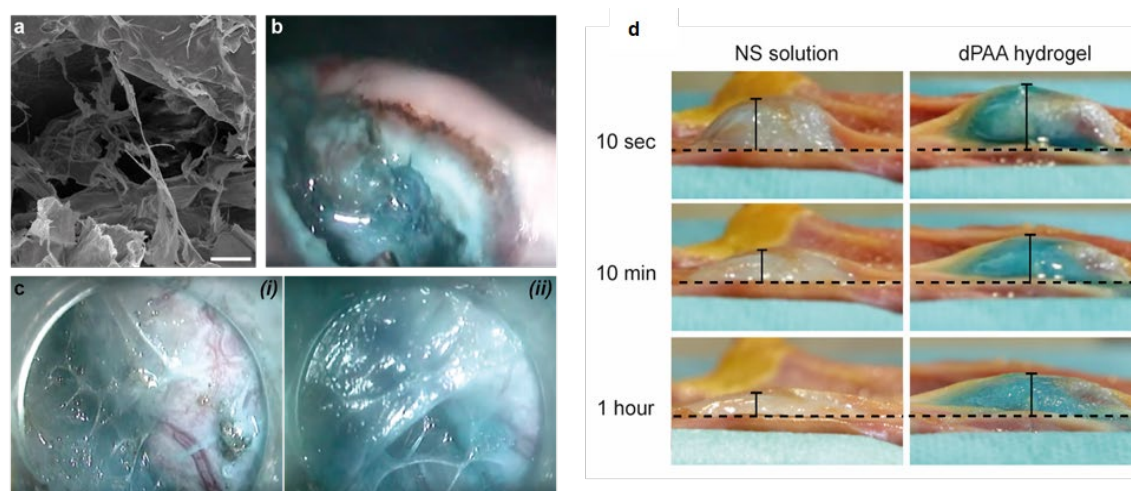 a
b
c
(i)
(ii)
d
NS solution
dPAA hydrogel
10 sec
10 min
1 hour